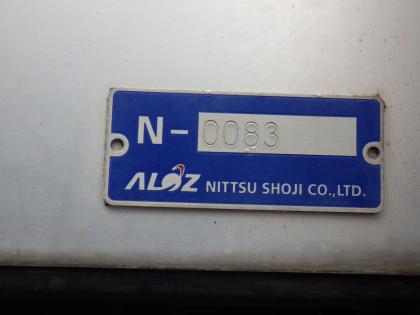 N-0083
ALOZ NITTSU SHOJI CO.,LTD.